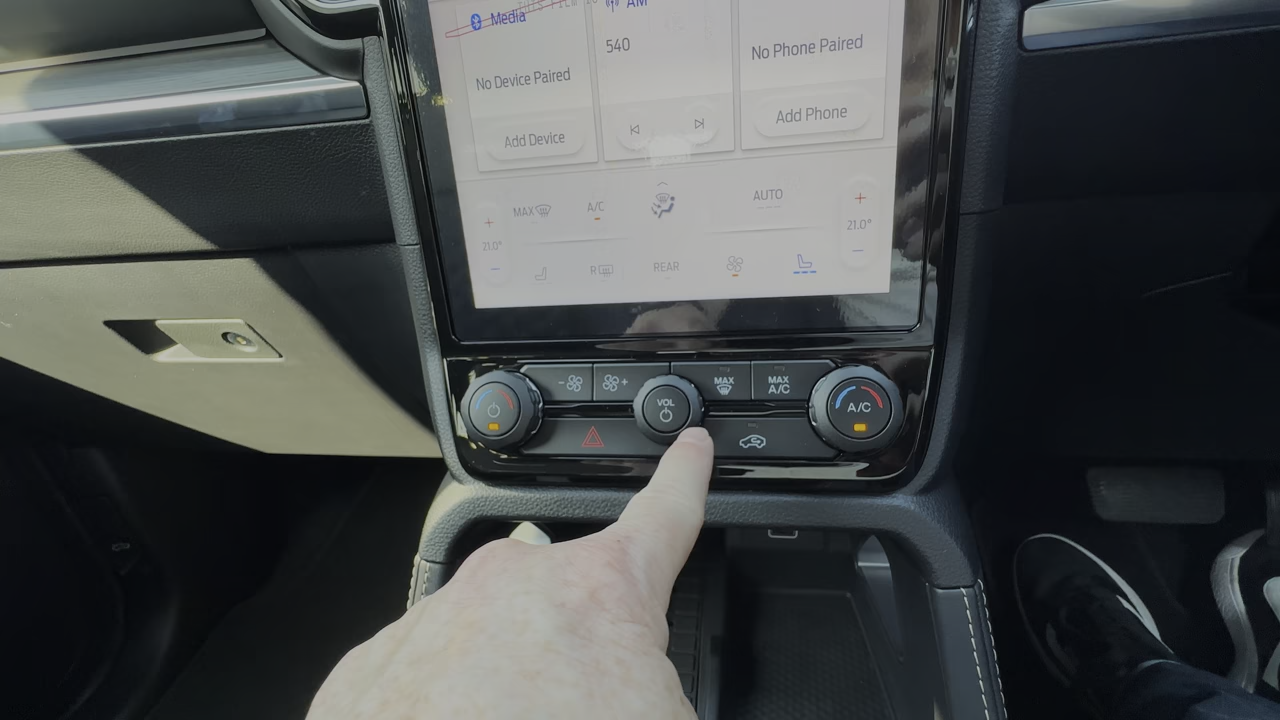 Media
AM
540
No Device Paired
No Phone Paired
Add Device
Add Phone
MAX
A/C
AUTO
21.0°
21.0°
R
REAR
-
+
VOL
MAX
MAX
A/C
A/C